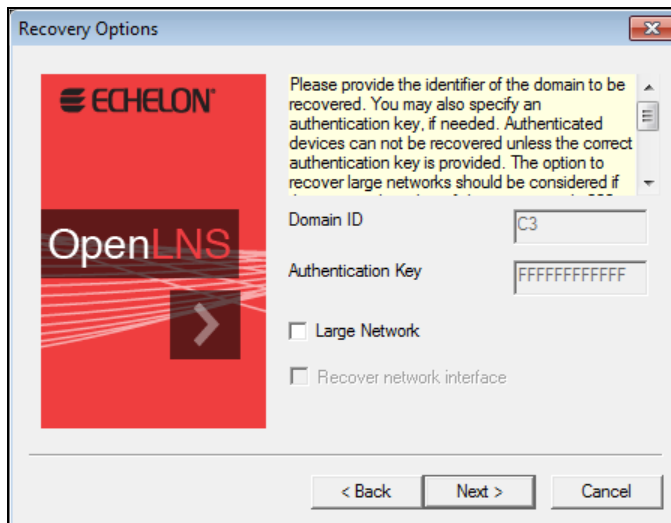 Recovery Options
ECHELON®
OpenLNS
Please provide the identifier of the domain to be
recovered. You may also specify an
authentication key, if needed. Authenticated
devices can not be recovered unless the correct
authentication key is provided. The option to
recover large networks should be considered if
Domain ID
C3
Authentication Key
FFFFFFFFFFFF
Large Network
Recover network interface
< Back
Next >
Cancel